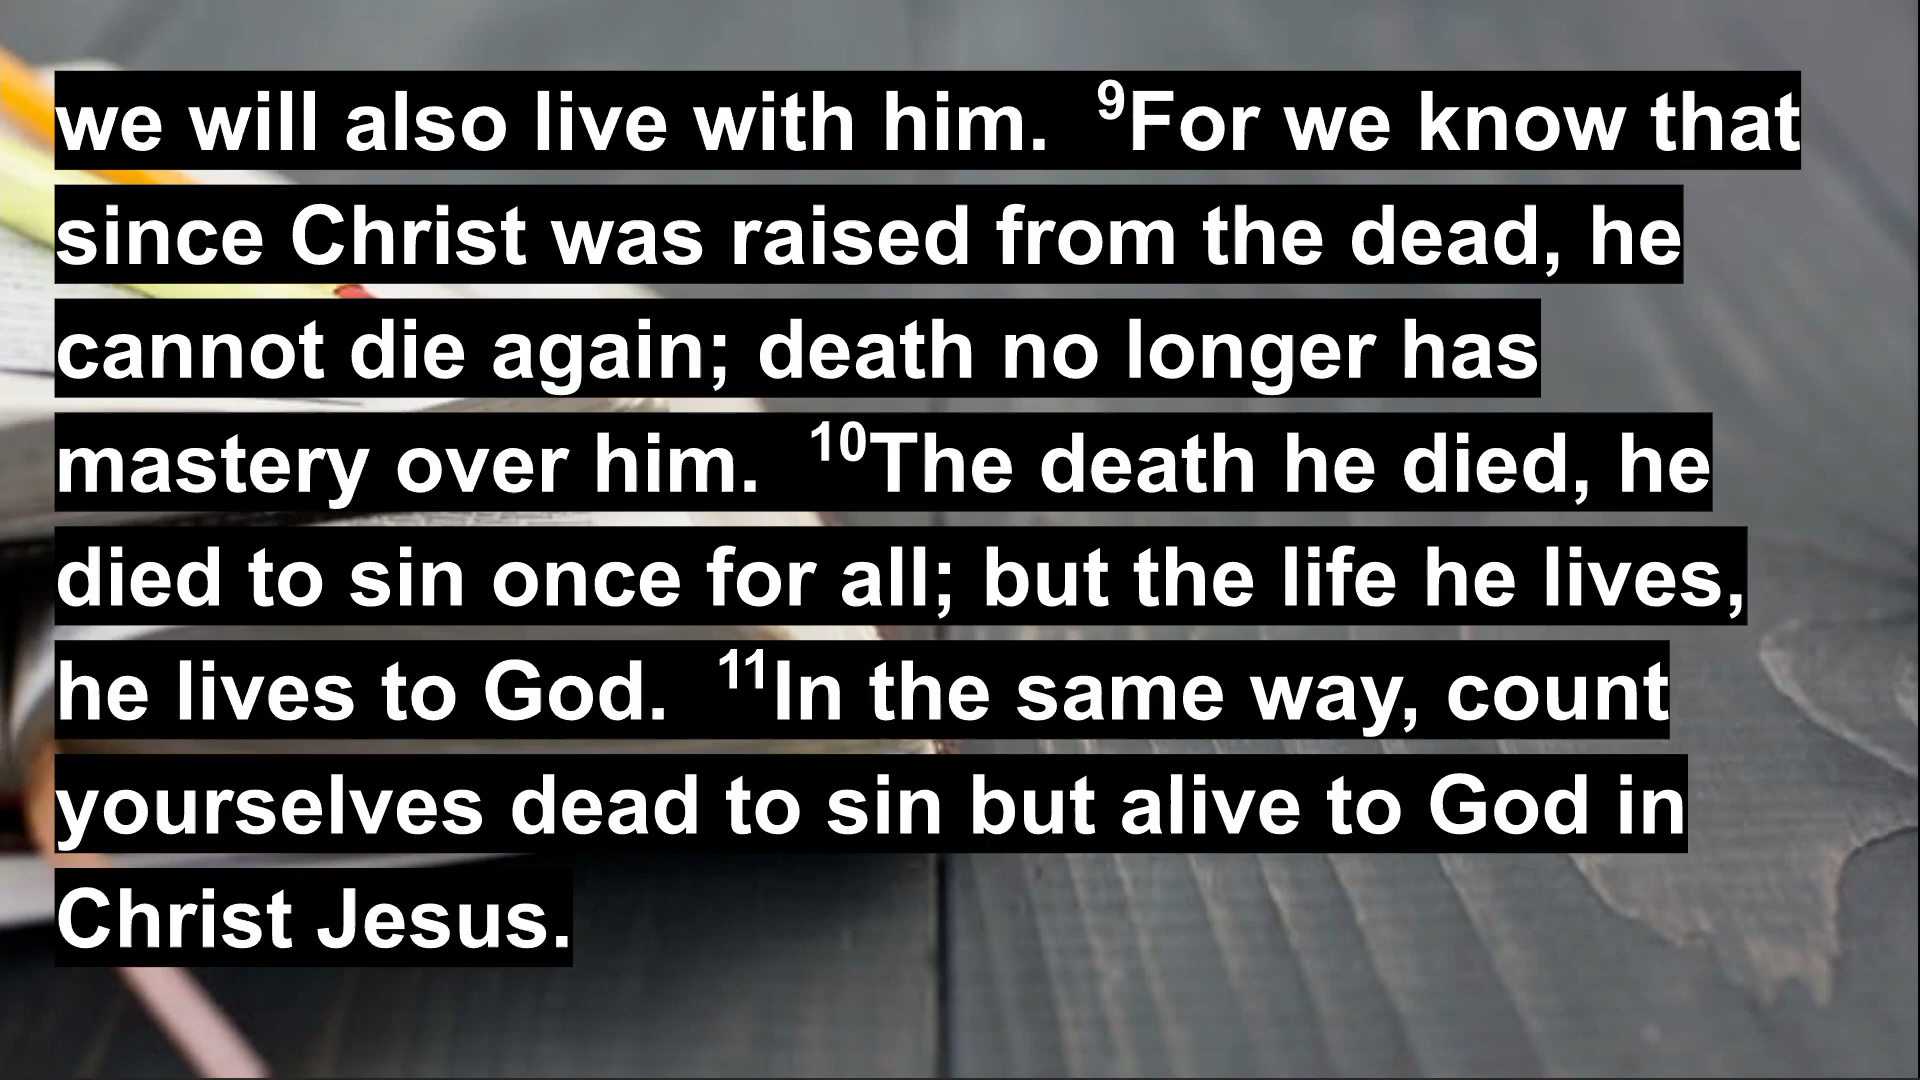 we will also live with him.  ⁹For we know that
since Christ was raised from the dead, he
cannot die again; death no longer has
mastery over him.  ¹⁰The death he died, he
died to sin once for all; but the life he lives,
he lives to God.  ¹¹In the same way, count
yourselves dead to sin but alive to God in
Christ Jesus.